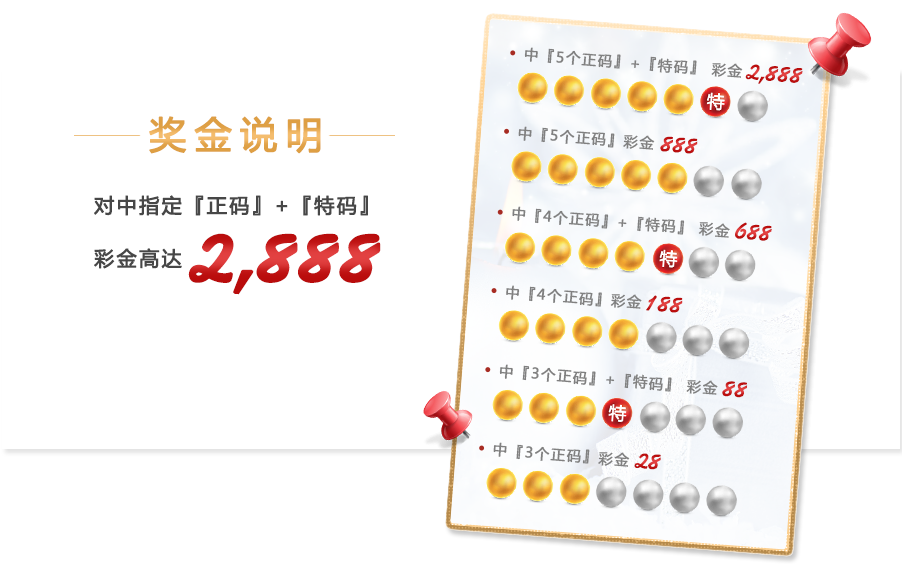 奖金说明
对中指定『正码』+『特码』
彩金高达 2,888
• 中『5个正码』+『特码』 彩金 2,888
特
• 中『5个正码』彩金 888
• 中『4个正码』+『特码』 彩金 688
特
• 中『4个正码』彩金 188
• 中『3个正码』+『特码』 彩金 88
特
• 中『3个正码』彩金 28